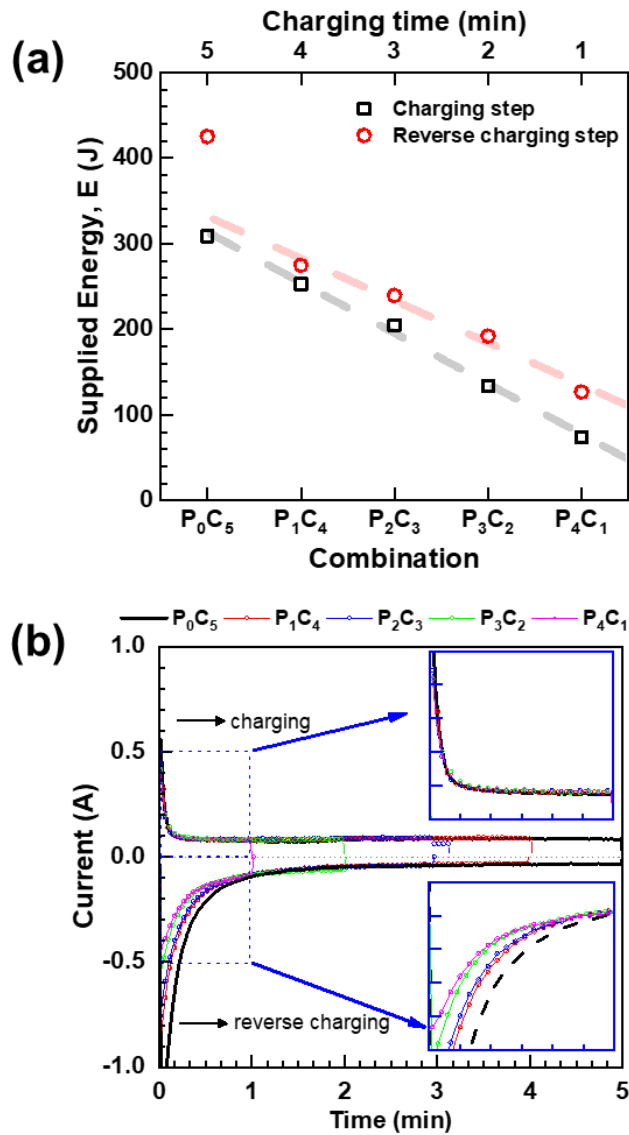 (a)
Charging time (min)
5 4 3 2 1
Supplied Energy, E (J)
500
400
300
200
100
0
Charging step
Reverse charging step
P₀C₅ P₁C₄ P₂C₃ P₃C₂ P₄C₁
Combination
P₀C₅ P₁C₄ P₂C₃ P₃C₂ P₄C₁
(b)
Current (A)
1.0
0.5
0.0
-0.5
-1.0
charging
reverse charging
0 1 2 3 4 5
Time (min)